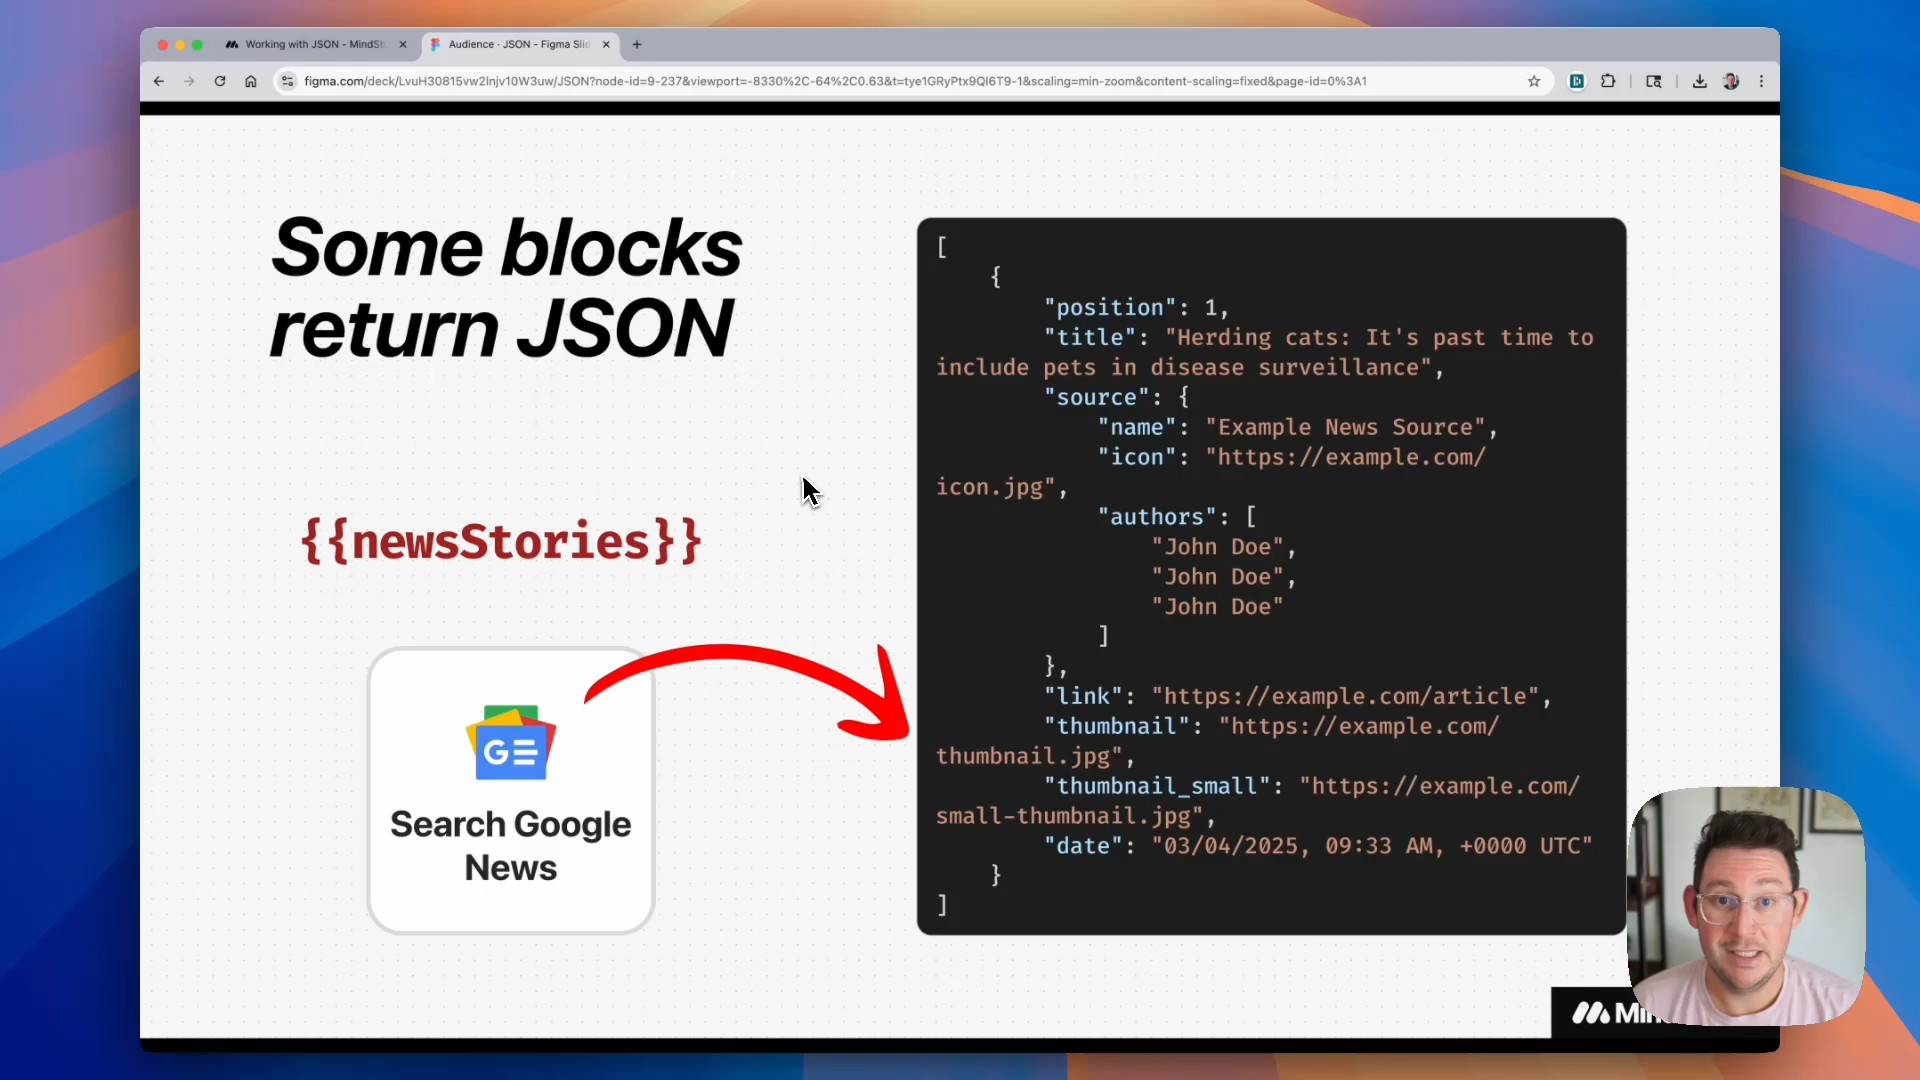 Working with JSON - MindSt
Audience · JSON - Figma Slid
figma.com/deck/LvuH30815vw2lnjv10W3uw/JSON?node-id=9-237&viewport=-8330%2C-64%2C0.63&t=tye1GRyPtx9Ql6T9-1&scaling=min-zoom&content-scaling=fixed&page-id=0%3A1
Some blocks
return JSON
{{newsStories}}
G
Search Google
News
[
{
"position": 1,
"title": "Herding cats: It's past time to
include pets in disease surveillance",
"source": {
"name": "Example News Source",
"icon": "https://example.com/
icon.jpg",
"authors": [
"John Doe",
"John Doe",
"John Doe"
]
},
"link": "https://example.com/article",
"thumbnail": "https://example.com/
thumbnail.jpg",
"thumbnail_small": "https://example.com/
small-thumbnail.jpg",
"date": "03/04/2025, 09:33 AM, +0000 UTC"
}
]